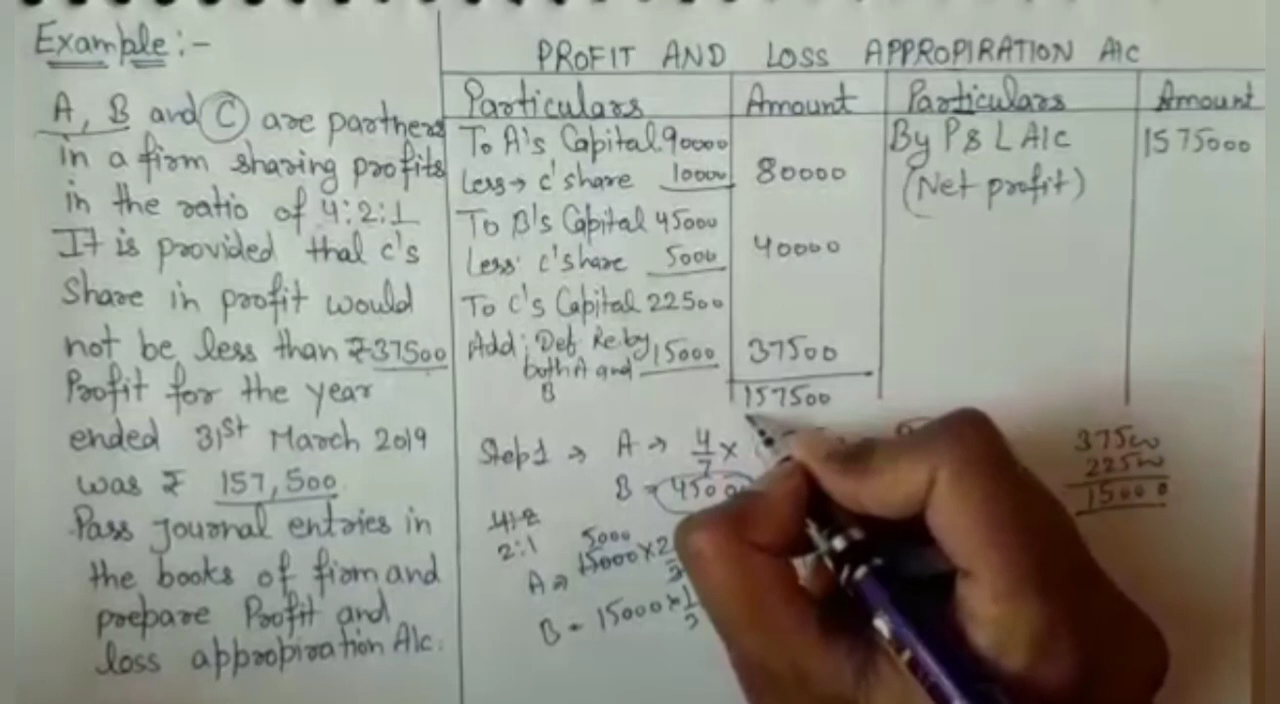 Example:-
A, B and C are partners
in a firm sharing profits
in the ratio of 4:2:1
It is provided that c's
Share in profit would
not be less than ₹37500
Profit for the year
ended 31st March 2019
was ₹ 157,500
Pass Journal entries in
the books of firm and
prepare Profit and
loss appropiration A/c.
PROFIT AND LOSS APPROPIRATION A/c
Particulars Amount Particulars Amount
To A's Capital 90000 By P & L A/c 1575000
Less→ c'share 10000 80000 (Net profit)
To B's Capital 45000
Less: c'share 5000 40000
To C's Capital 22500
Add: Def Re by 15000 37500
both A and
B 157500
Step 1 → A → 4/7 ×
B = 4500
37500
22500
15000
4:2
2:1
5000
A → 15000×2
B = 15000×1